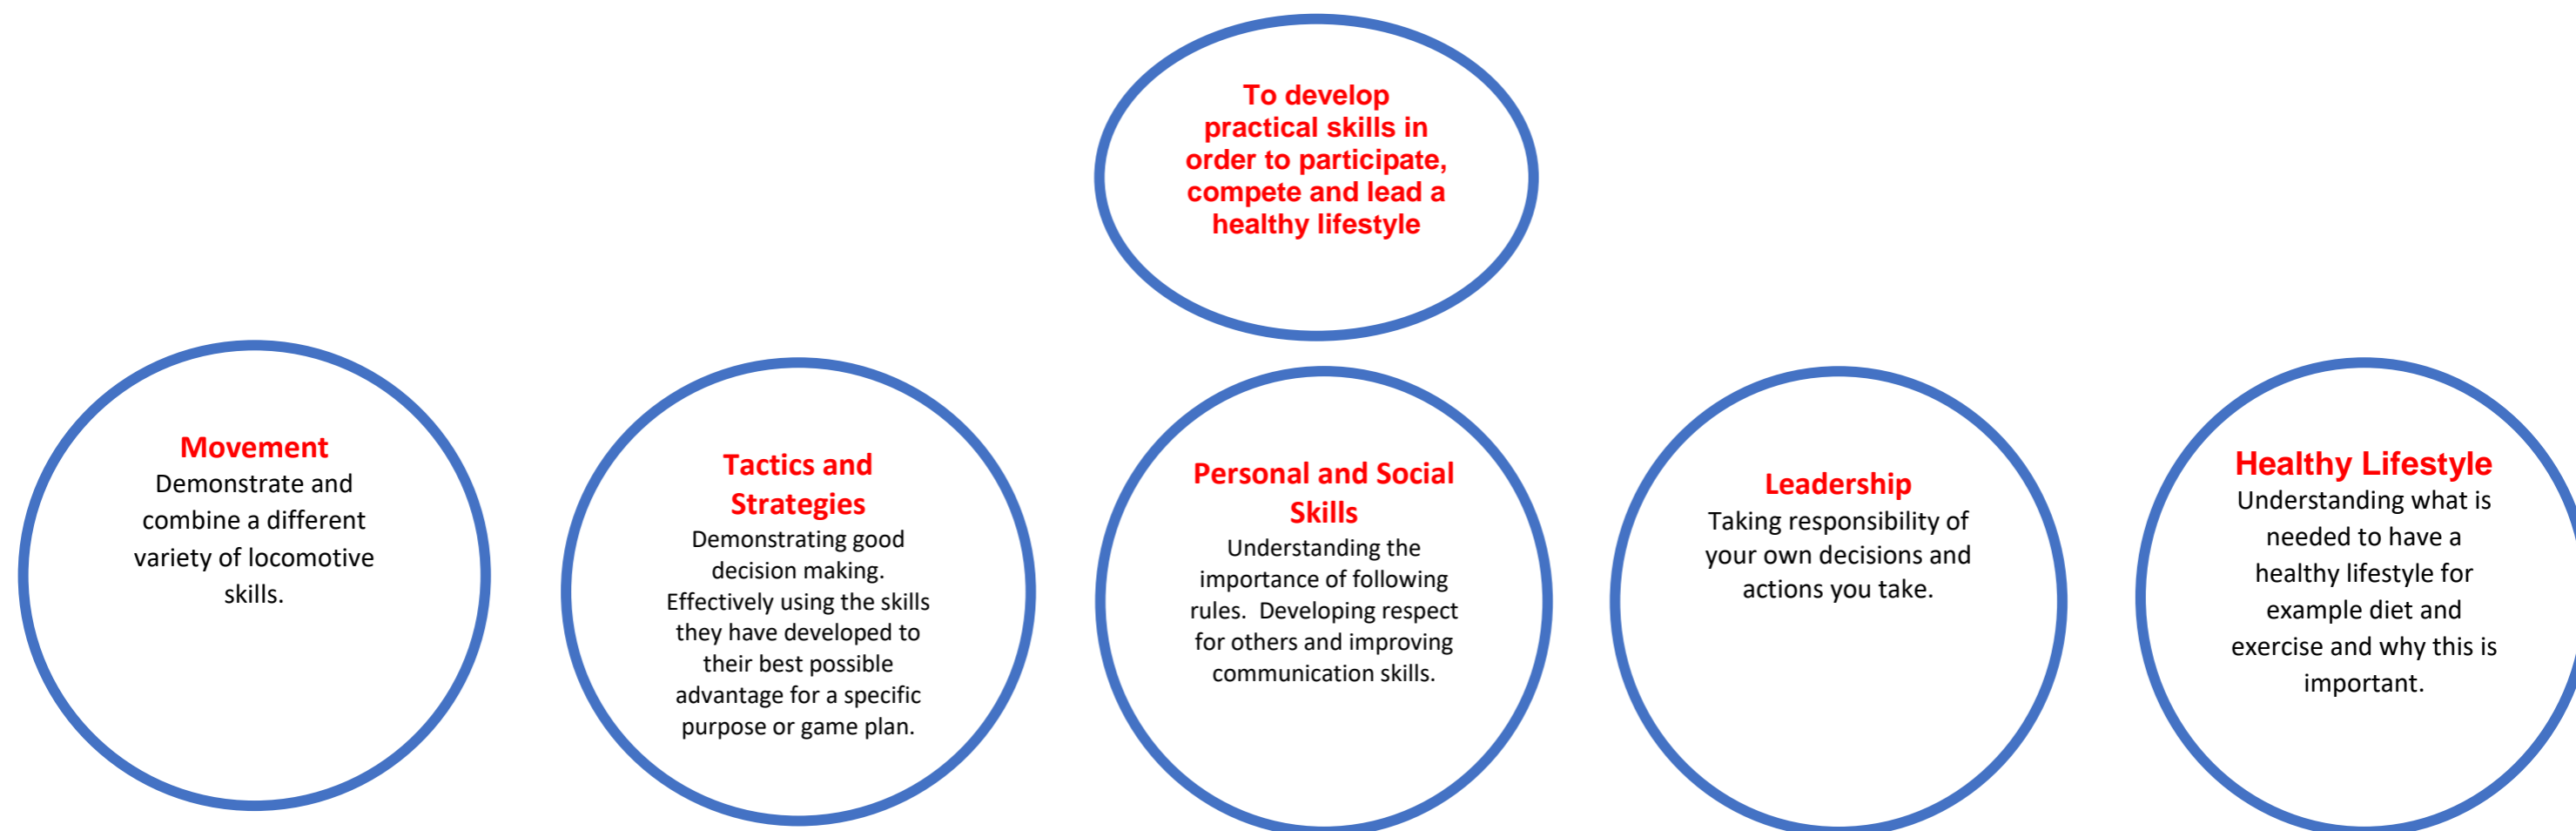 To develop
practical skills in
order to participate,
compete and lead a
healthy lifestyle
Movement
Demonstrate and
combine a different
variety of locomotive
skills.
Tactics and
Strategies
Demonstrating good
decision making.
Effectively using the skills
they have developed to
their best possible
advantage for a specific
purpose or game plan.
Personal and Social
Skills
Understanding the
importance of following
rules.  Developing respect
for others and improving
communication skills.
Leadership
Taking responsibility of
your own decisions and
actions you take.
Healthy Lifestyle
Understanding what is
needed to have a
healthy lifestyle for
example diet and
exercise and why this is
important.